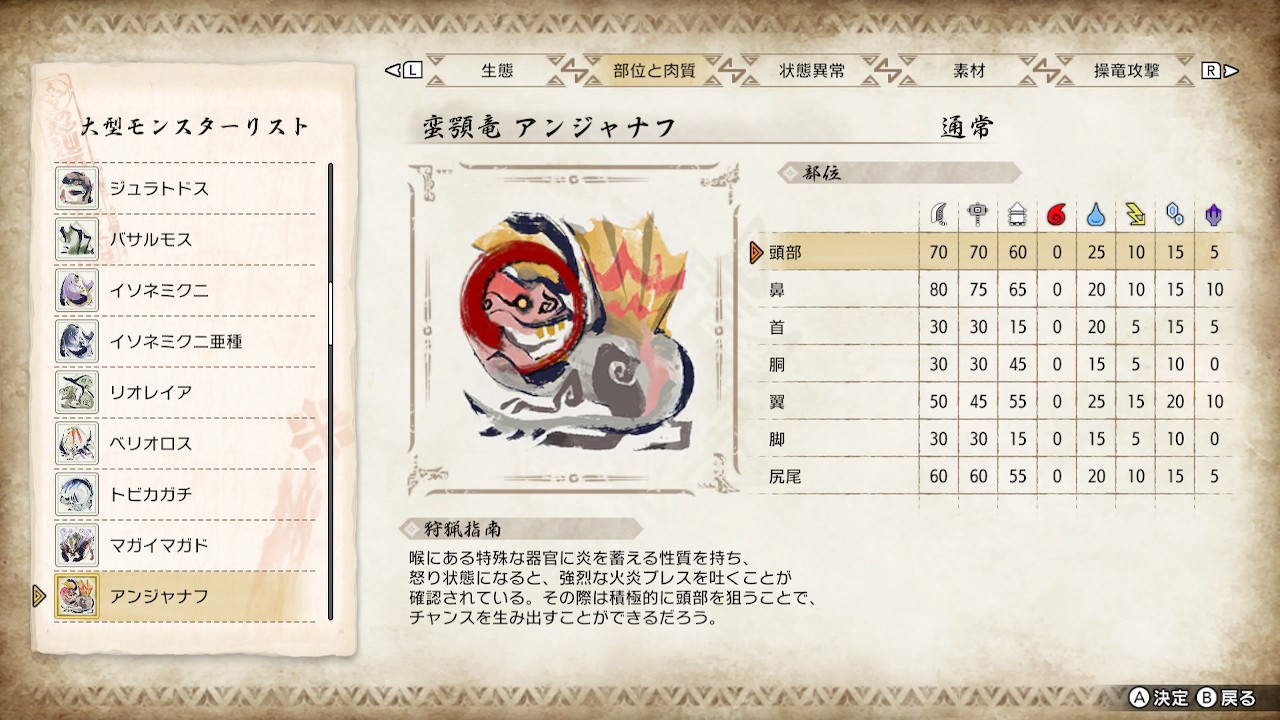 L 生態 部位と肉質 状態異常 素材 操竜攻撃 R
大型モンスターリスト
ジュラトドス
バサルモス
イソネミクニ
イソネミクニ亜種
リオレイア
ベリオロス
トビカガチ
マガイマガド
アンジャナフ
蛮顎竜 アンジャナフ 通常
部位
頭部 70 70 60 0 25 10 15 5
鼻 80 75 65 0 20 10 15 10
首 30 30 15 0 20 5 15 5
胴 30 30 45 0 15 5 10 0
翼 50 45 55 0 25 15 20 10
脚 30 30 15 0 15 5 10 0
尻尾 60 60 55 0 20 10 15 5
狩猟指南
喉にある特殊な器官に炎を蓄える性質を持ち、
怒り状態になると、強烈な火炎ブレスを吐くことが
確認されている。その際は積極的に頭部を狙うことで、
チャンスを生み出すことができるだろう。
A 決定 B 戻る